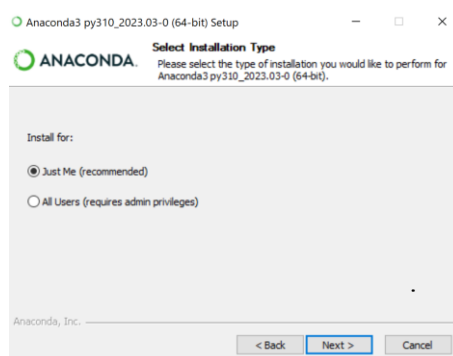 Anaconda3 py310_2023.03-0 (64-bit) Setup
ANACONDA.
Select Installation Type
Please select the type of installation you would like to perform for
Anaconda3 py310_2023.03-0 (64-bit).
Install for:
Just Me (recommended)
All Users (requires admin privileges)
Anaconda, Inc.
< Back
Next >
Cancel